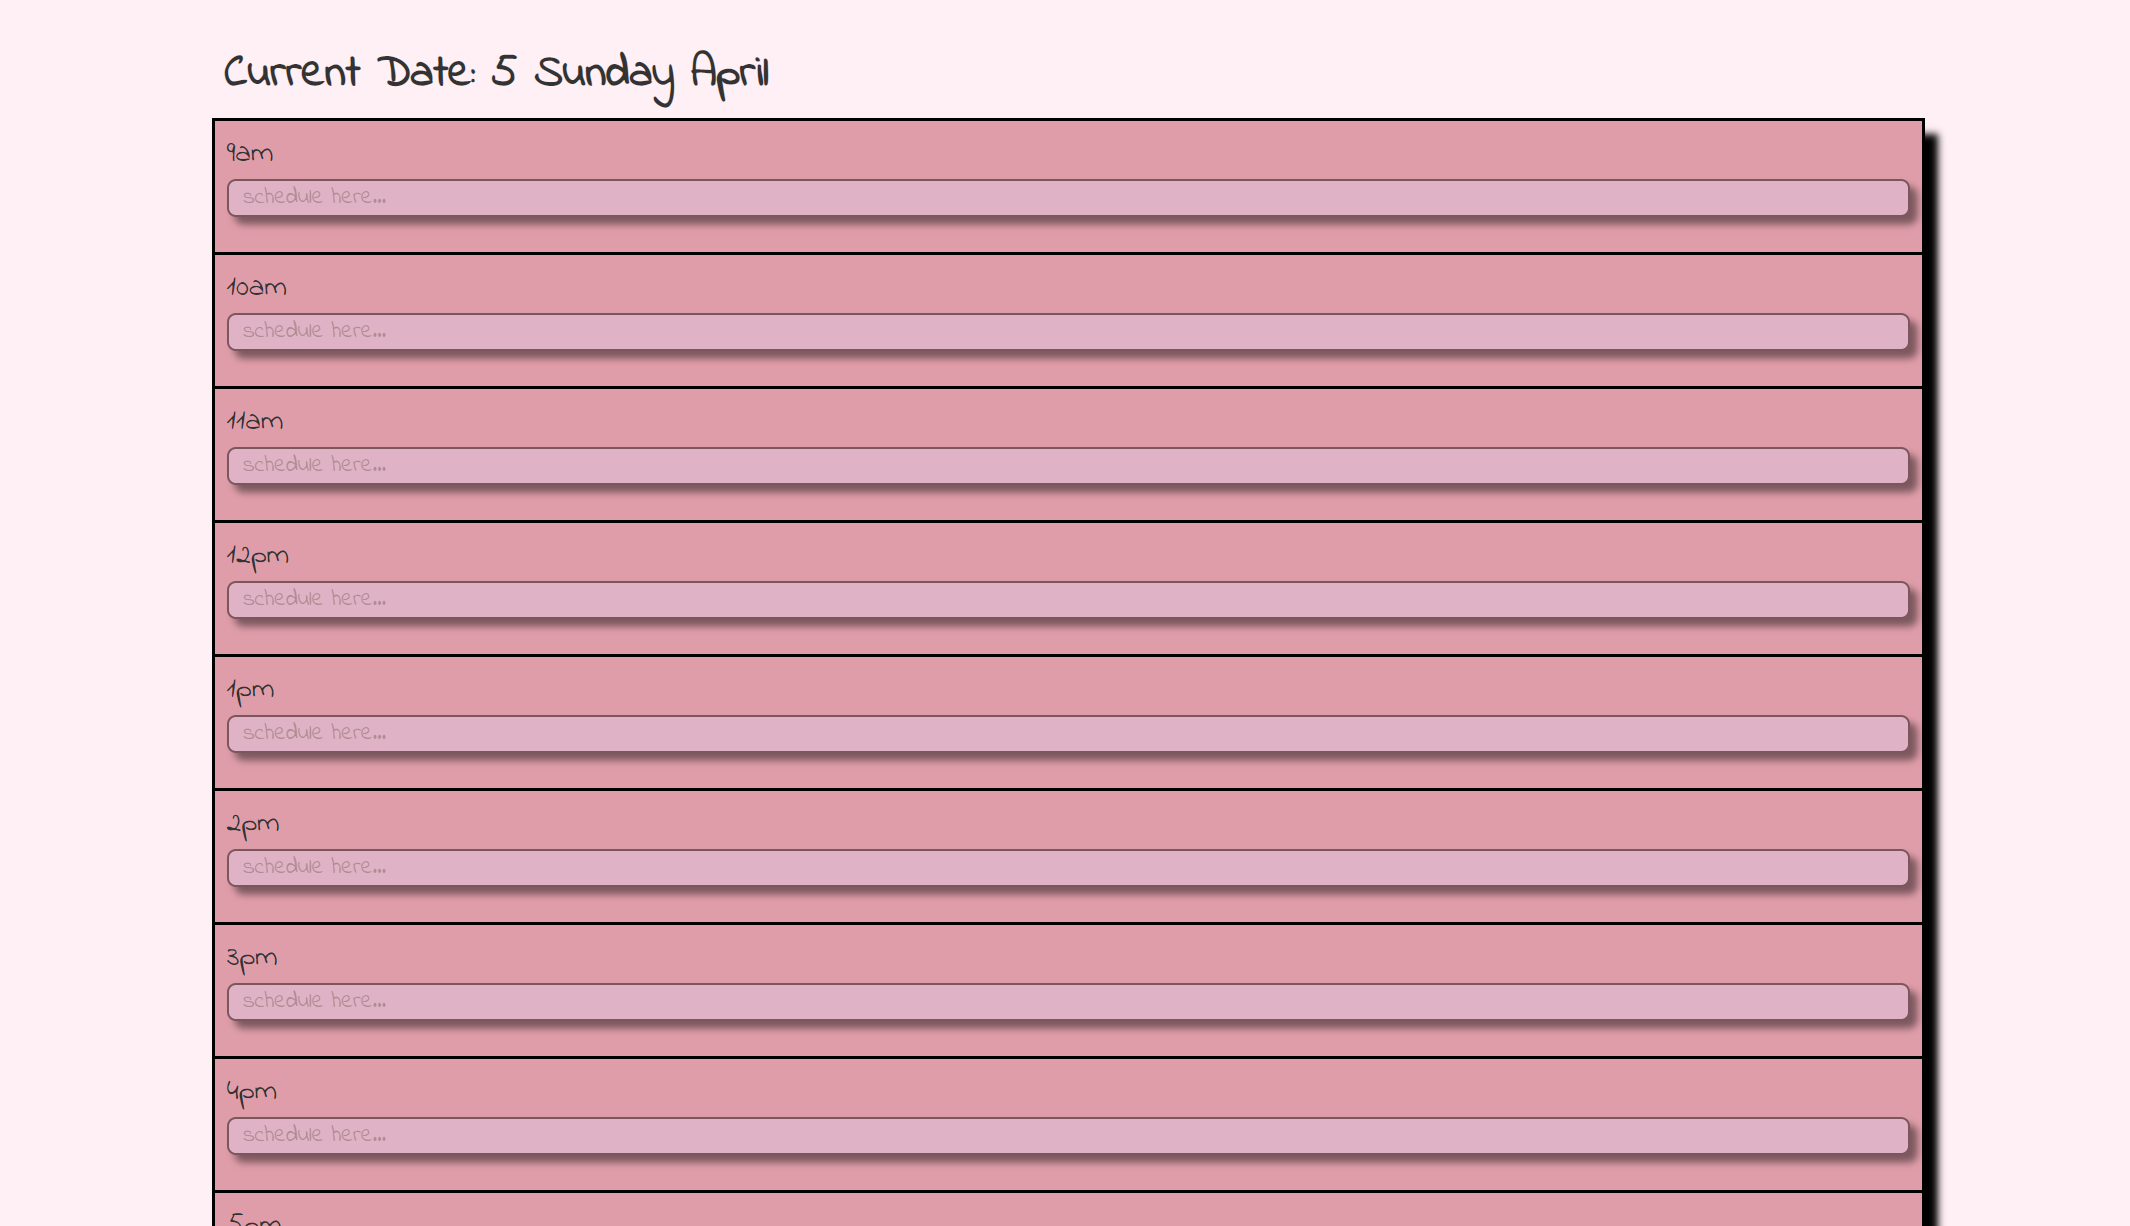 Current Date: 5 Sunday April
9am
schedule here...
10am
schedule here...
11am
schedule here...
12pm
schedule here...
1pm
schedule here...
2pm
schedule here...
3pm
schedule here...
4pm
schedule here...
5pm